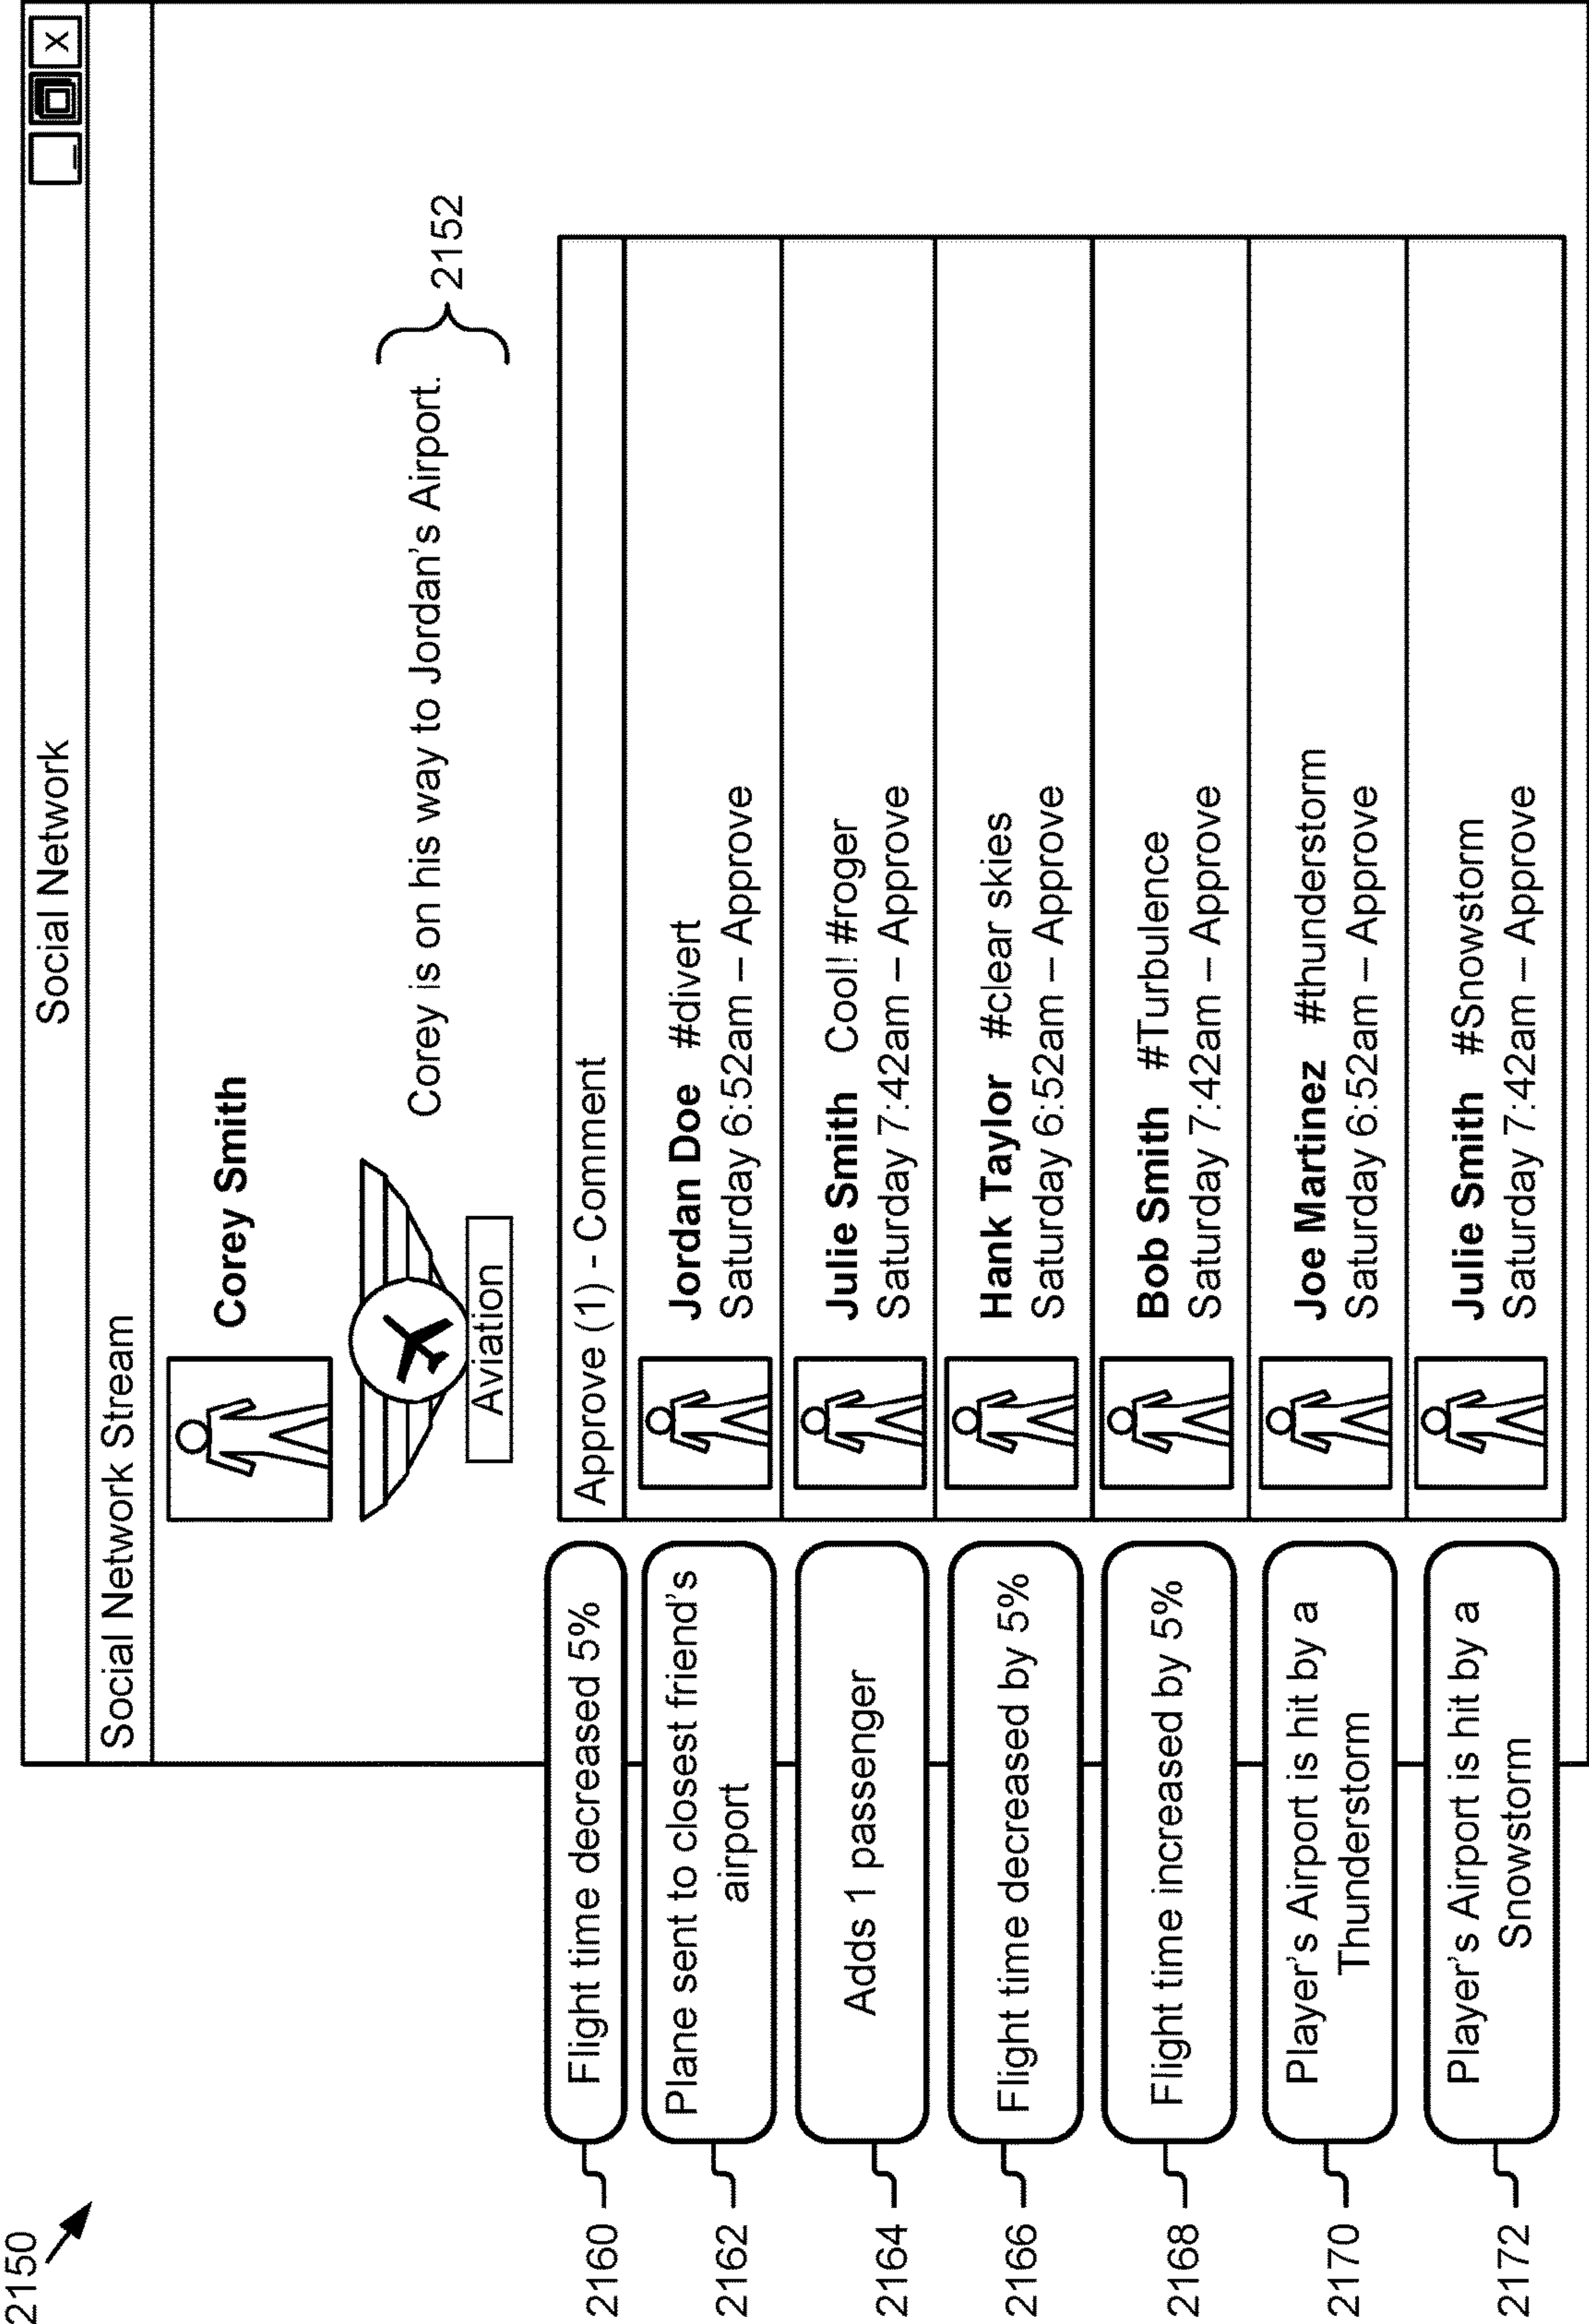 2150
Social Network
_ X
Social Network Stream
Corey Smith
Corey is on his way to Jordan's Airport.
2152
Aviation
2160
Flight time decreased 5%
Approve (1) - Comment
2162
Plane sent to closest friend's
airport
Jordan Doe #divert
Saturday 6:52am – Approve
2164
Adds 1 passenger
Julie Smith Cool! #roger
Saturday 7:42am – Approve
2166
Flight time decreased by 5%
Hank Taylor #clear skies
Saturday 6:52am – Approve
2168
Flight time increased by 5%
Bob Smith #Turbulence
Saturday 7:42am – Approve
2170
Player's Airport is hit by a
Thunderstorm
Joe Martinez #thunderstorm
Saturday 6:52am – Approve
2172
Player's Airport is hit by a
Snowstorm
Julie Smith #Snowstorm
Saturday 7:42am – Approve